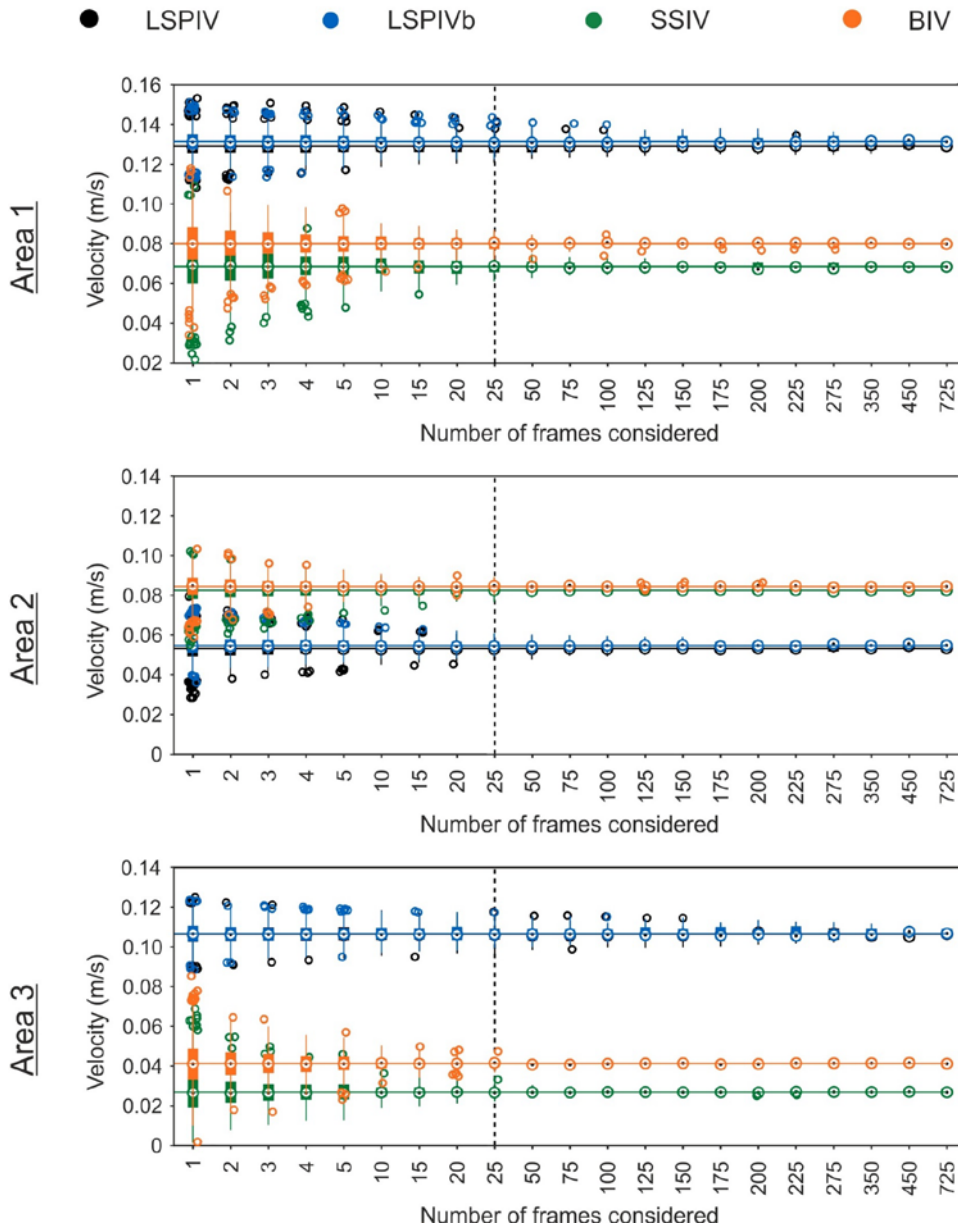 LSPIV LSPIVb SSIV BIV
Area 1
Velocity (m/s)
0.16
0.14
0.12
0.10
0.08
0.06
0.04
0.02
1 2 3 4 5 10 15 20 25 50 75 100 125 150 175 200 225 275 350 450 725
Number of frames considered
Area 2
Velocity (m/s)
0.14
0.12
0.10
0.08
0.06
0.04
0.02
0
1 2 3 4 5 10 15 20 25 50 75 100 125 150 175 200 225 275 350 450 725
Number of frames considered
Area 3
Velocity (m/s)
0.14
0.12
0.10
0.08
0.06
0.04
0.02
0
1 2 3 4 5 10 15 20 25 50 75 100 125 150 175 200 225 275 350 450 725
Number of frames considered